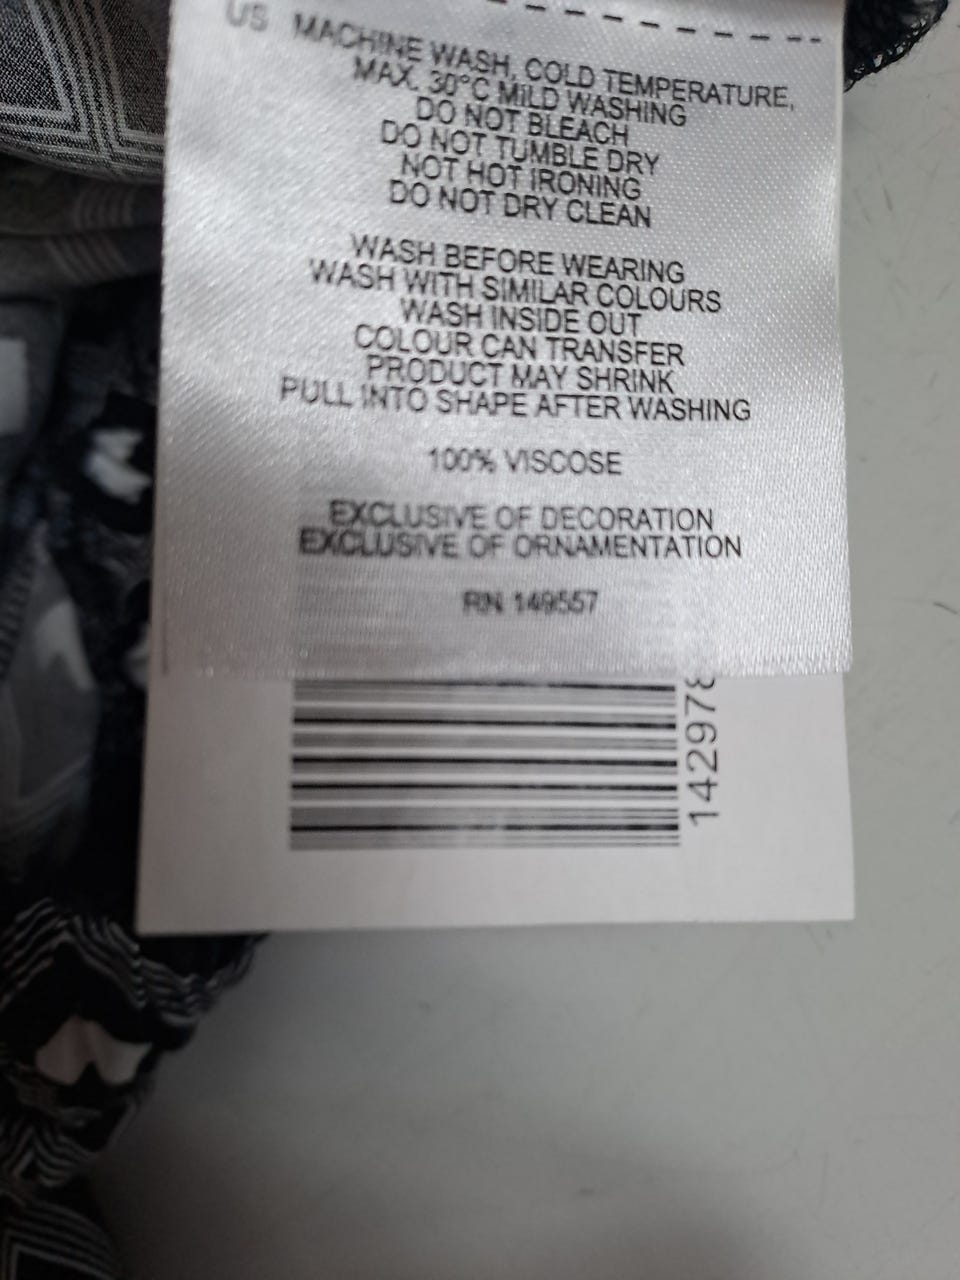 US MACHINE WASH, COLD TEMPERATURE,
MAX. 30°C MILD WASHING
DO NOT BLEACH
DO NOT TUMBLE DRY
NOT HOT IRONING
DO NOT DRY CLEAN
WASH BEFORE WEARING
WASH WITH SIMILAR COLOURS
WASH INSIDE OUT
COLOUR CAN TRANSFER
PRODUCT MAY SHRINK
PULL INTO SHAPE AFTER WASHING
100% VISCOSE
EXCLUSIVE OF DECORATION
EXCLUSIVE OF ORNAMENTATION
RN 149557